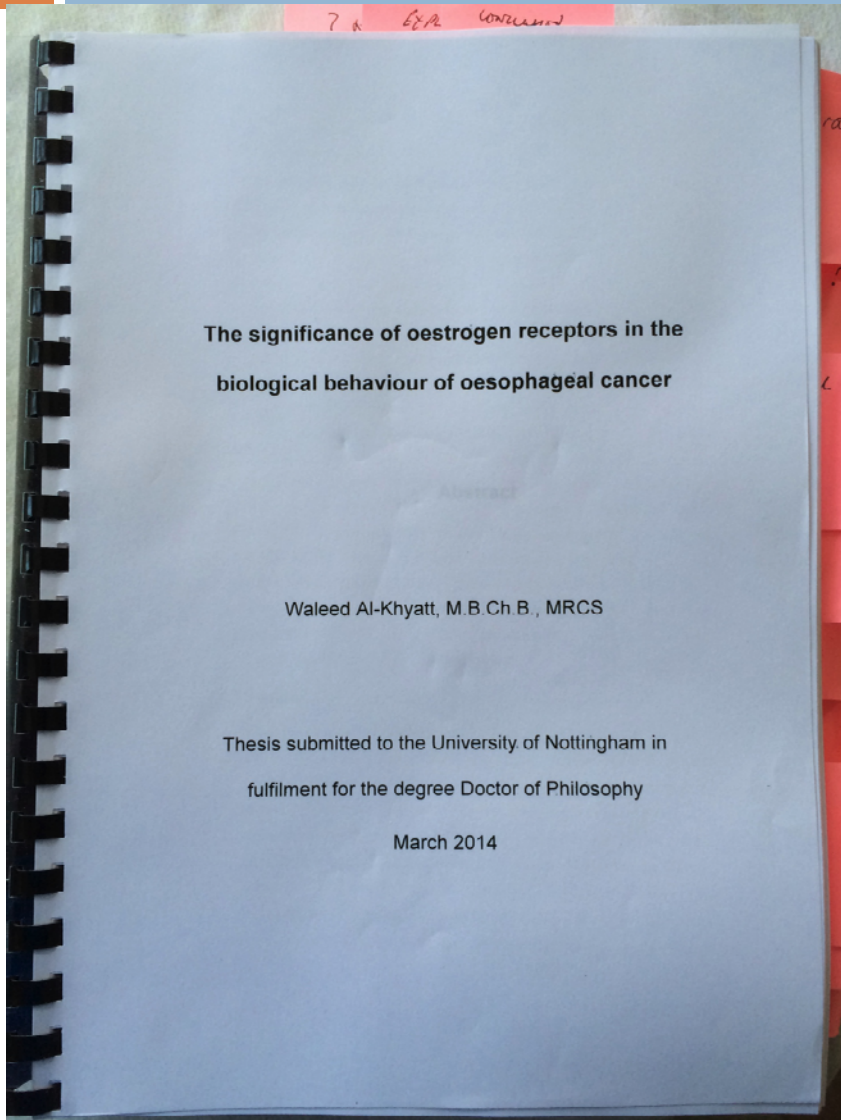 The significance of oestrogen receptors in the
biological behaviour of oesophageal cancer
Abstract
Waleed Al-Khyatt, M.B.Ch.B., MRCS
Thesis submitted to the University of Nottingham in
fulfilment for the degree Doctor of Philosophy
March 2014